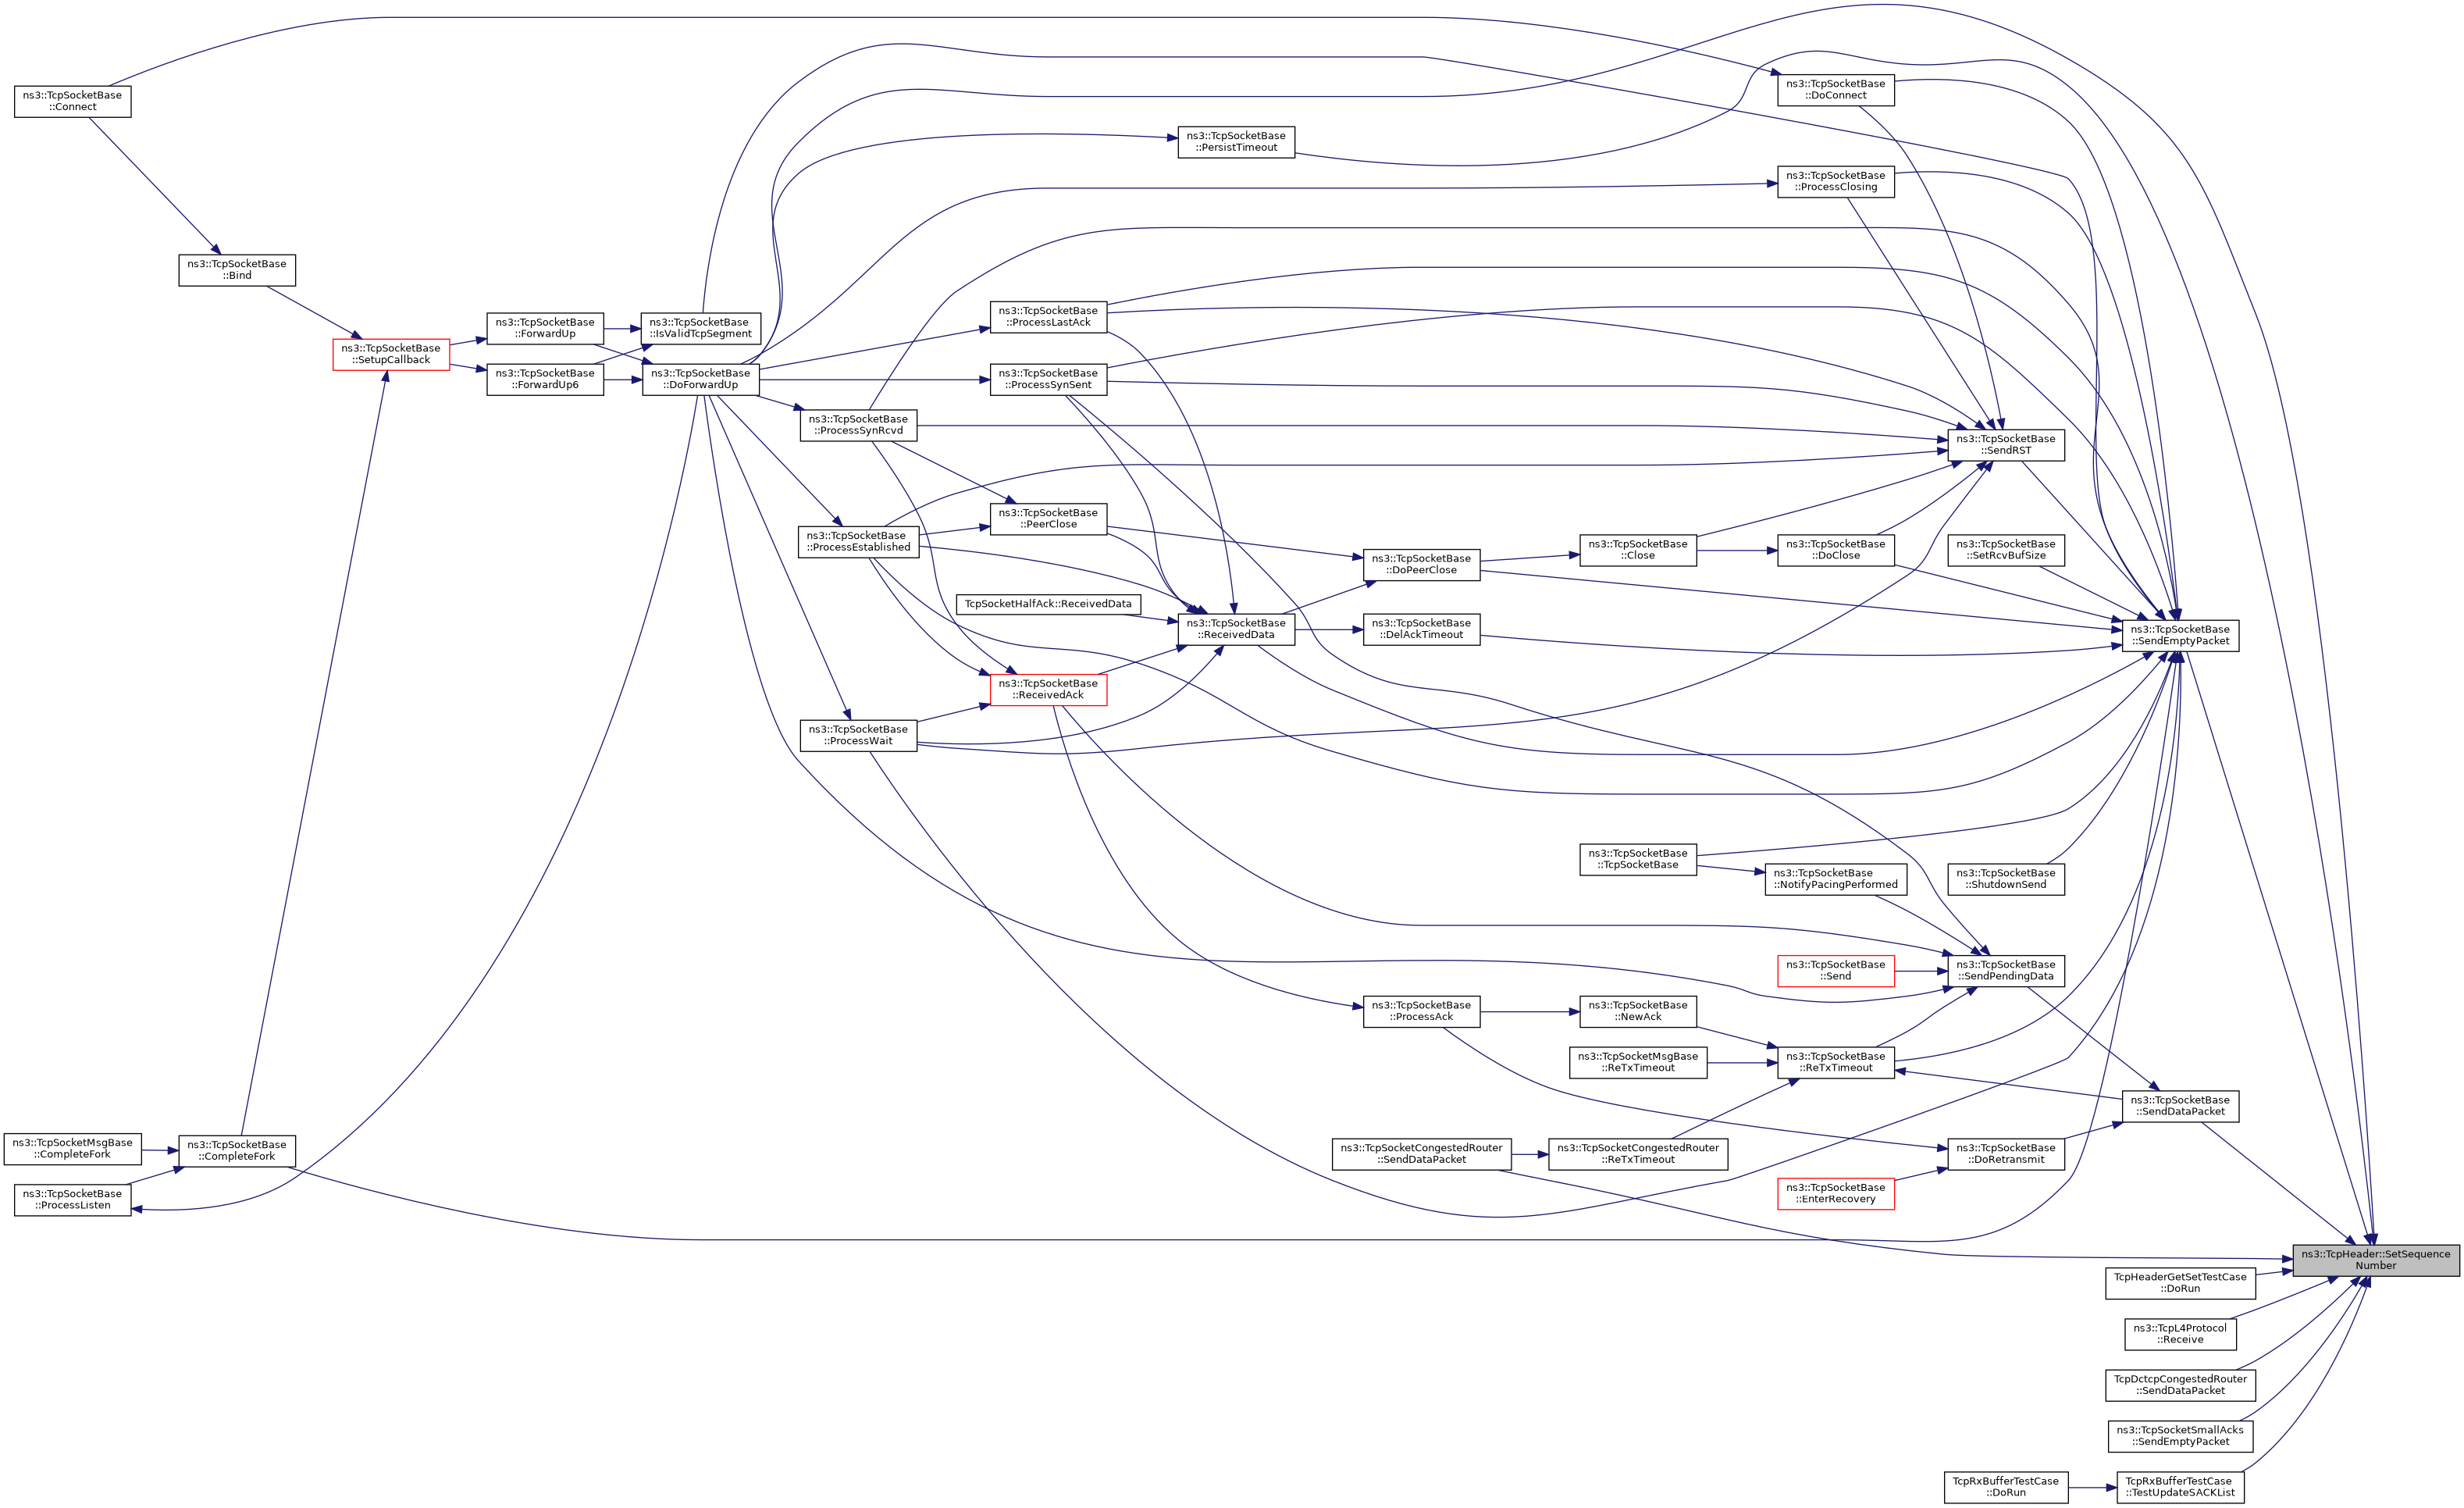 ns3::TcpSocketBase
::Connect
ns3::TcpSocketBase
::DoConnect
ns3::TcpSocketBase
::PersistTimeout
ns3::TcpSocketBase
::ProcessClosing
ns3::TcpSocketBase
::Bind
ns3::TcpSocketBase
::ProcessLastAck
ns3::TcpSocketBase
::ForwardUp
ns3::TcpSocketBase
::IsValidTcpSegment
ns3::TcpSocketBase
::SetupCallback
ns3::TcpSocketBase
::ForwardUp6
ns3::TcpSocketBase
::DoForwardUp
ns3::TcpSocketBase
::ProcessSynSent
ns3::TcpSocketBase
::ProcessSynRcvd
ns3::TcpSocketBase
::SendRST
ns3::TcpSocketBase
::PeerClose
ns3::TcpSocketBase
::ProcessEstablished
ns3::TcpSocketBase
::DoPeerClose
ns3::TcpSocketBase
::Close
ns3::TcpSocketBase
::DoClose
ns3::TcpSocketBase
::SetRcvBufSize
TcpSocketHalfAck::ReceivedData
ns3::TcpSocketBase
::ReceivedData
ns3::TcpSocketBase
::DelAckTimeout
ns3::TcpSocketBase
::SendEmptyPacket
ns3::TcpSocketBase
::ReceivedAck
ns3::TcpSocketBase
::ProcessWait
ns3::TcpSocketBase
::TcpSocketBase
ns3::TcpSocketBase
::NotifyPacingPerformed
ns3::TcpSocketBase
::ShutdownSend
ns3::TcpSocketBase
::Send
ns3::TcpSocketBase
::SendPendingData
ns3::TcpSocketBase
::ProcessAck
ns3::TcpSocketBase
::NewAck
ns3::TcpSocketMsgBase
::ReTxTimeout
ns3::TcpSocketBase
::ReTxTimeout
ns3::TcpSocketBase
::SendDataPacket
ns3::TcpSocketMsgBase
::CompleteFork
ns3::TcpSocketBase
::CompleteFork
ns3::TcpSocketCongestedRouter
::SendDataPacket
ns3::TcpSocketCongestedRouter
::ReTxTimeout
ns3::TcpSocketBase
::DoRetransmit
ns3::TcpSocketBase
::ProcessListen
ns3::TcpSocketBase
::EnterRecovery
ns3::TcpHeader::SetSequence
Number
TcpHeaderGetSetTestCase
::DoRun
ns3::TcpL4Protocol
::Receive
TcpDctcpCongestedRouter
::SendDataPacket
ns3::TcpSocketSmallAcks
::SendEmptyPacket
TcpRxBufferTestCase
::DoRun
TcpRxBufferTestCase
::TestUpdateSACKList